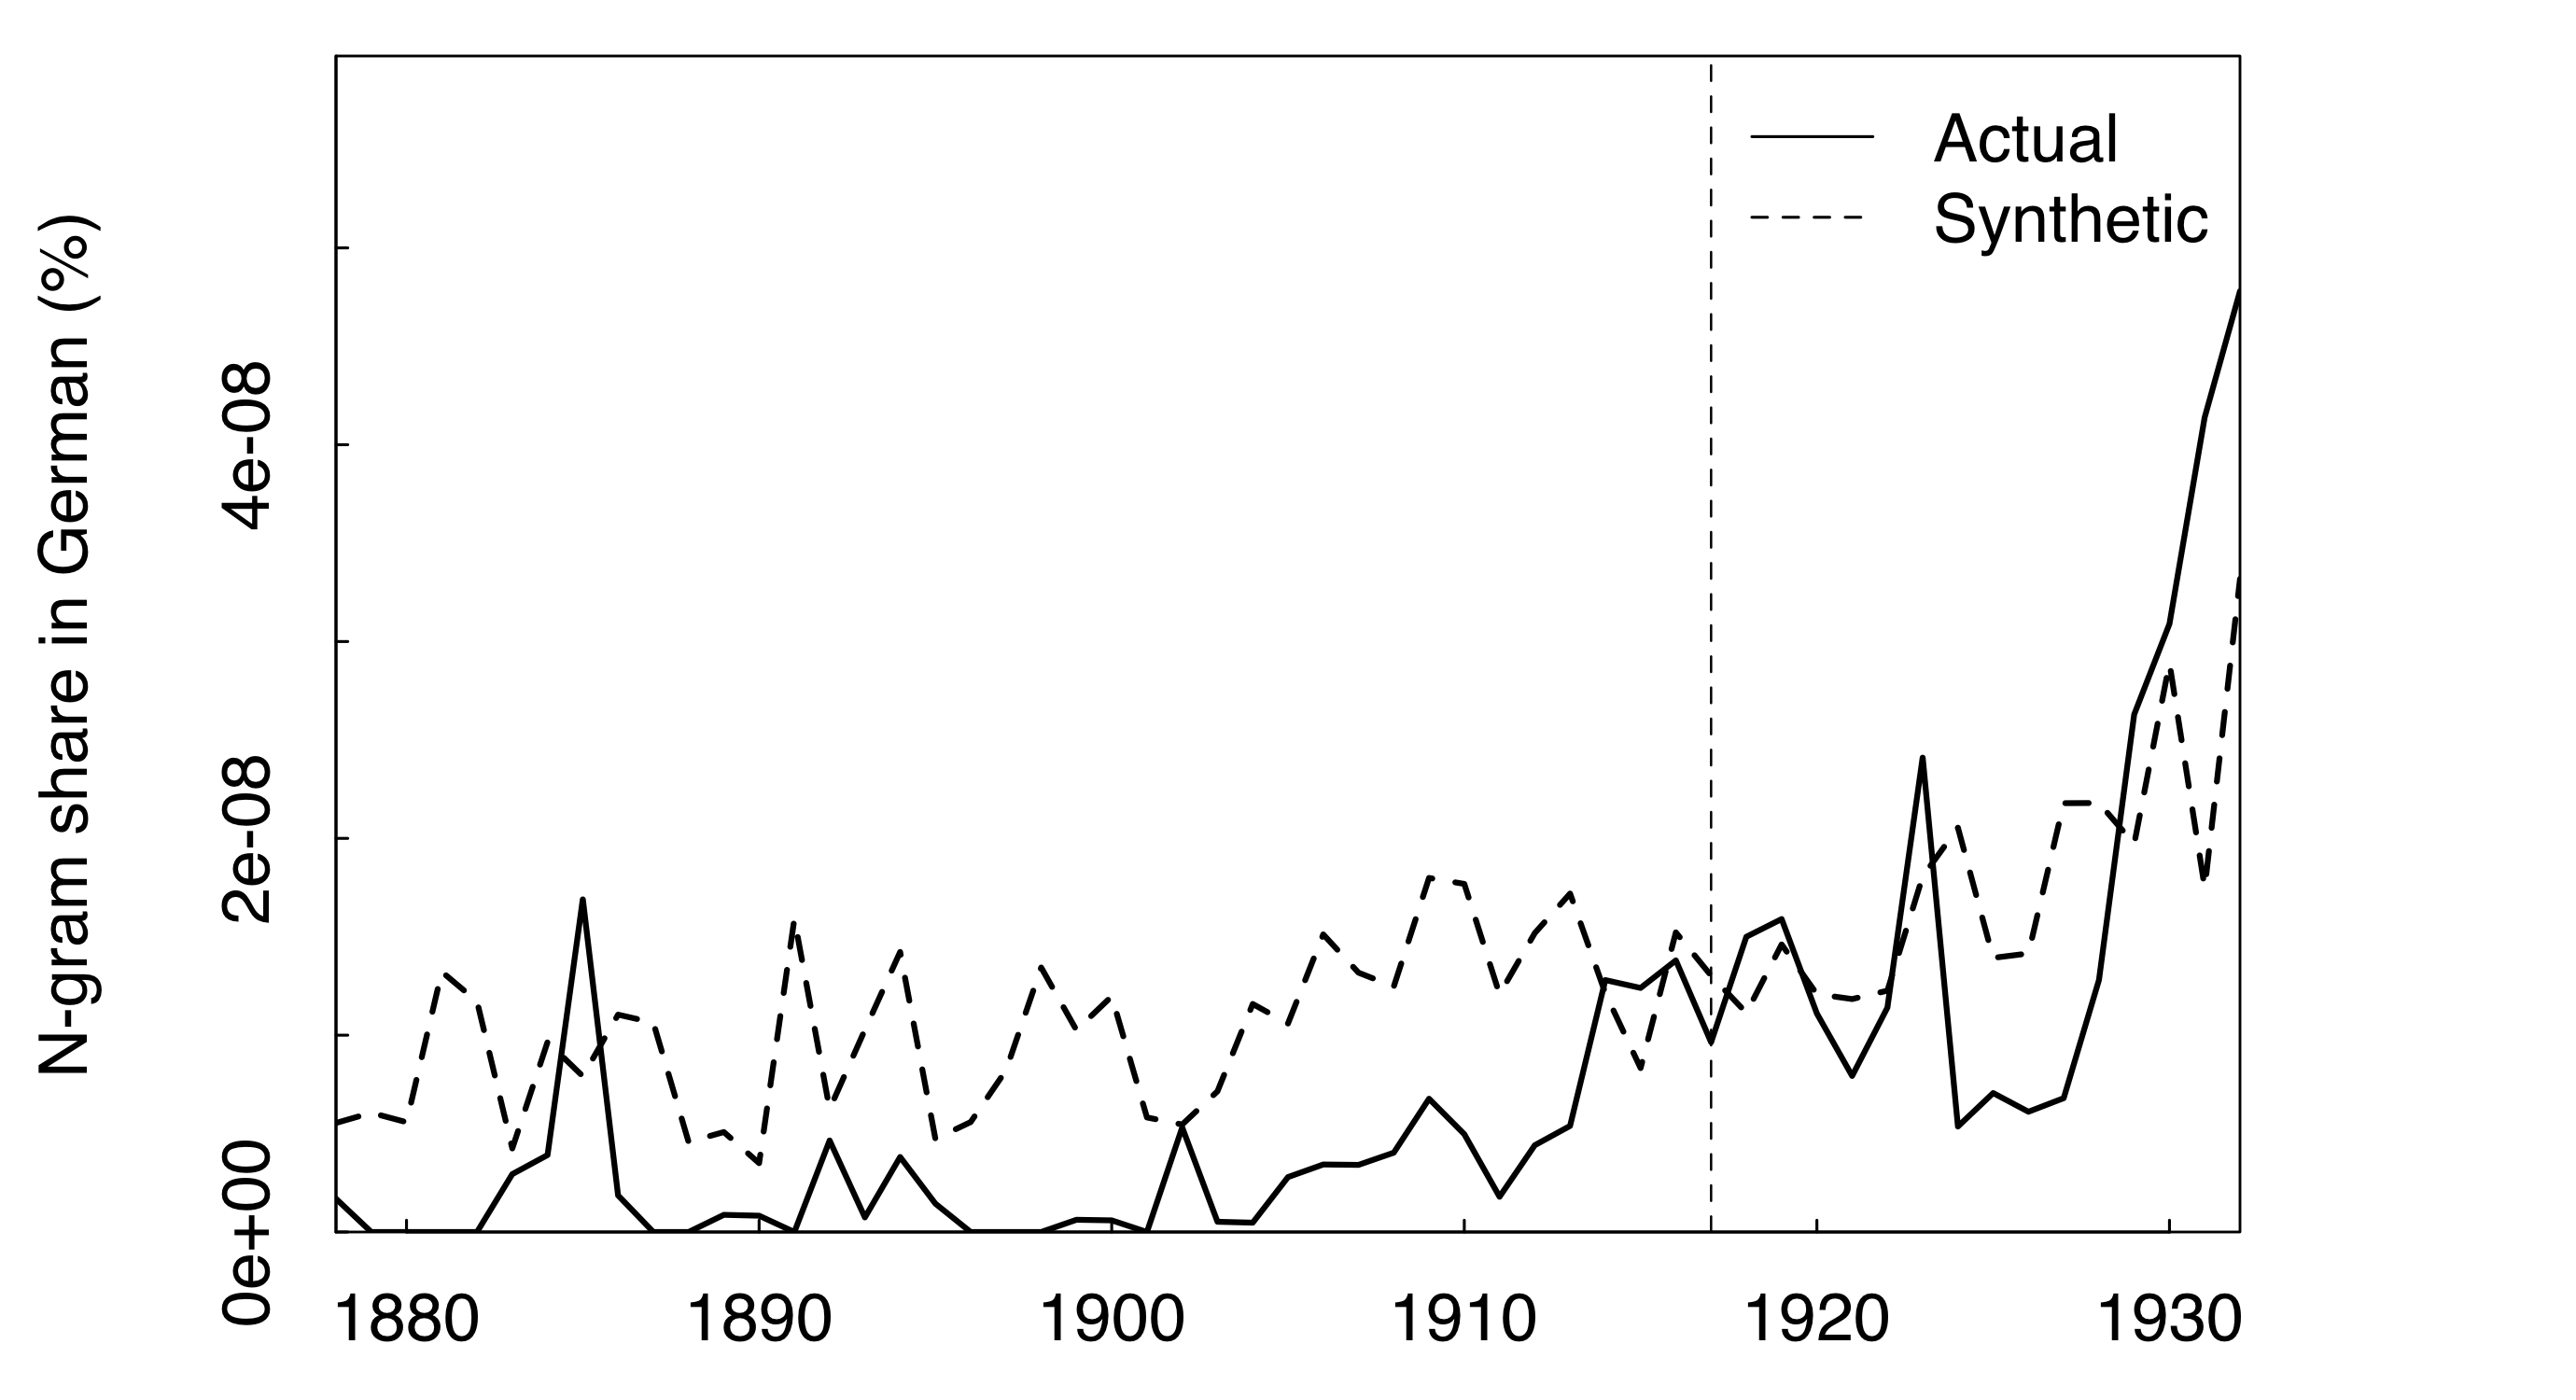 N-gram share in German (%)
4e-08
2e-08
0e+00
Actual
Synthetic
1880 1890 1900 1910 1920 1930